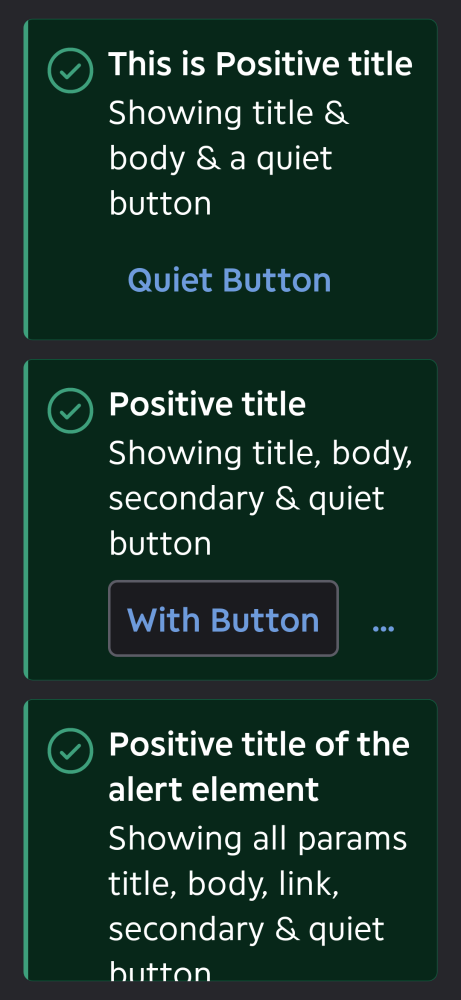 This is Positive title
Showing title &
body & a quiet
button
Quiet Button
Positive title
Showing title, body,
secondary & quiet
button
With Button
...
Positive title of the
alert element
Showing all params
title, body, link,
secondary & quiet
button